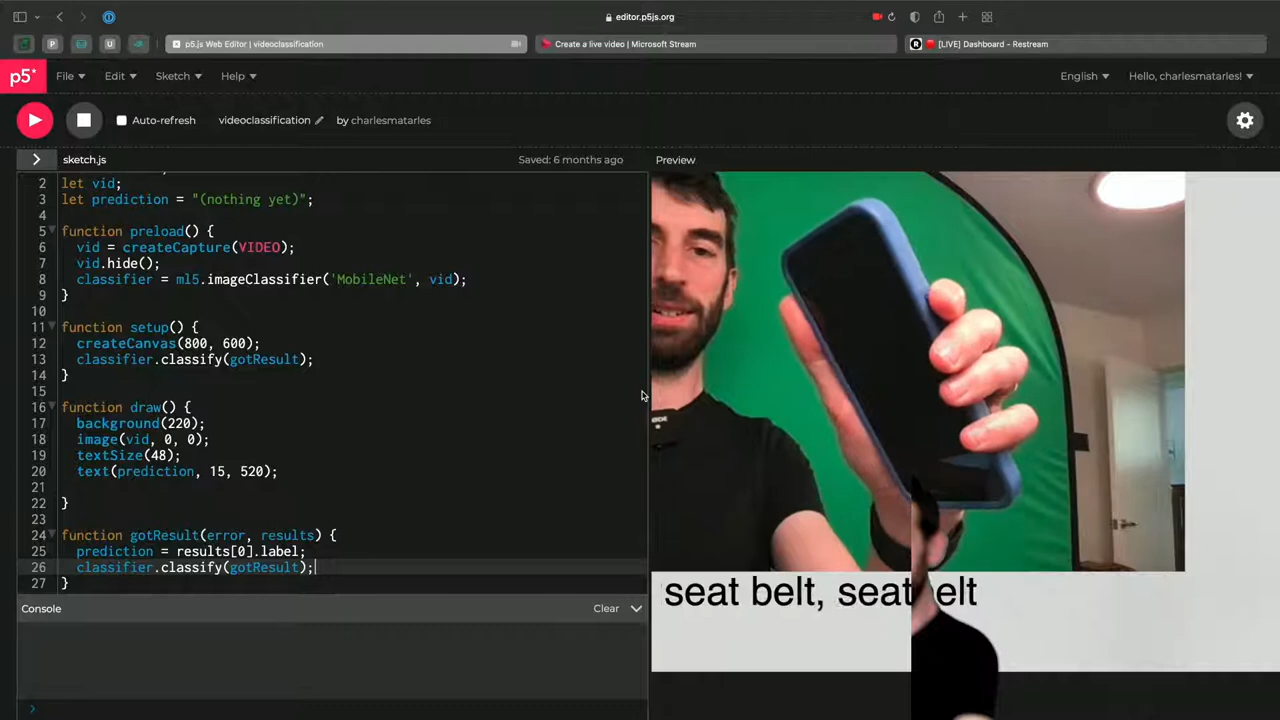 editor.p5js.org
P
U
p5.js Web Editor | videoclassification
Create a live video | Microsoft Stream
R
[LIVE] Dashboard - Restream
p5*
File
Edit
Sketch
Help
English
Hello, charlesmatarles!
Auto-refresh
videoclassification
by charlesmatarles
sketch.js
Saved: 6 months ago
Preview
2 let vid;
3 let prediction = "(nothing yet)";
4
5 function preload() {
6 vid = createCapture(VIDEO);
7 vid.hide();
8 classifier = ml5.imageClassifier('MobileNet', vid);
9 }
10
11 function setup() {
12 createCanvas(800, 600);
13 classifier.classify(gotResult);
14 }
15
16 function draw() {
17 background(220);
18 image(vid, 0, 0);
19 textSize(48);
20 text(prediction, 15, 520);
21
22 }
23
24 function gotResult(error, results) {
25 prediction = results[0].label;
26 classifier.classify(gotResult);
27 }
seat belt, seatbelt
Console
Clear